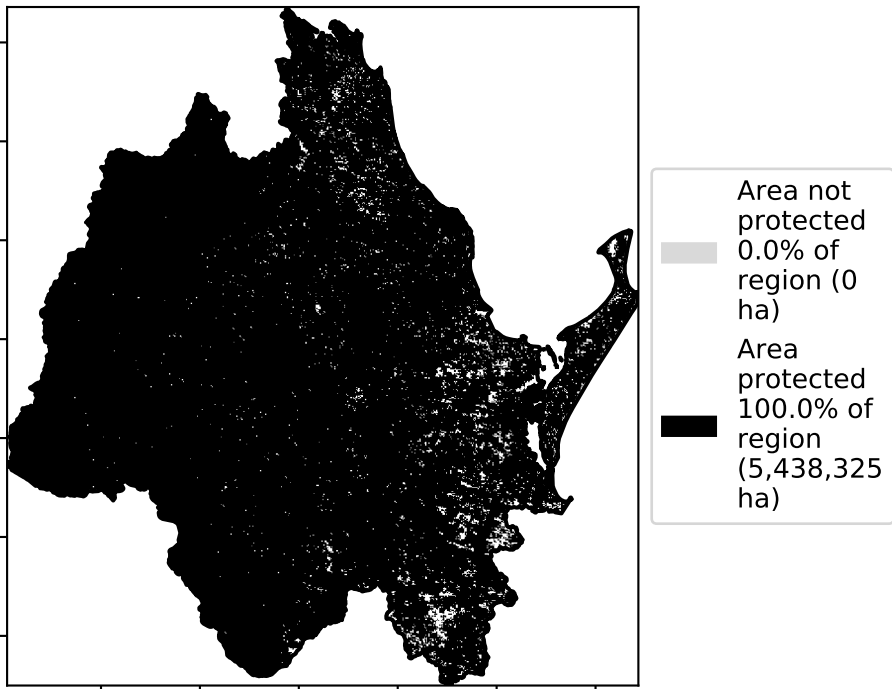 Area not
protected
0.0% of
region (0
ha)
Area
protected
100.0% of
region
(5,438,325
ha)